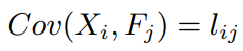 Cov(X_i, F_j) = l_{ij}